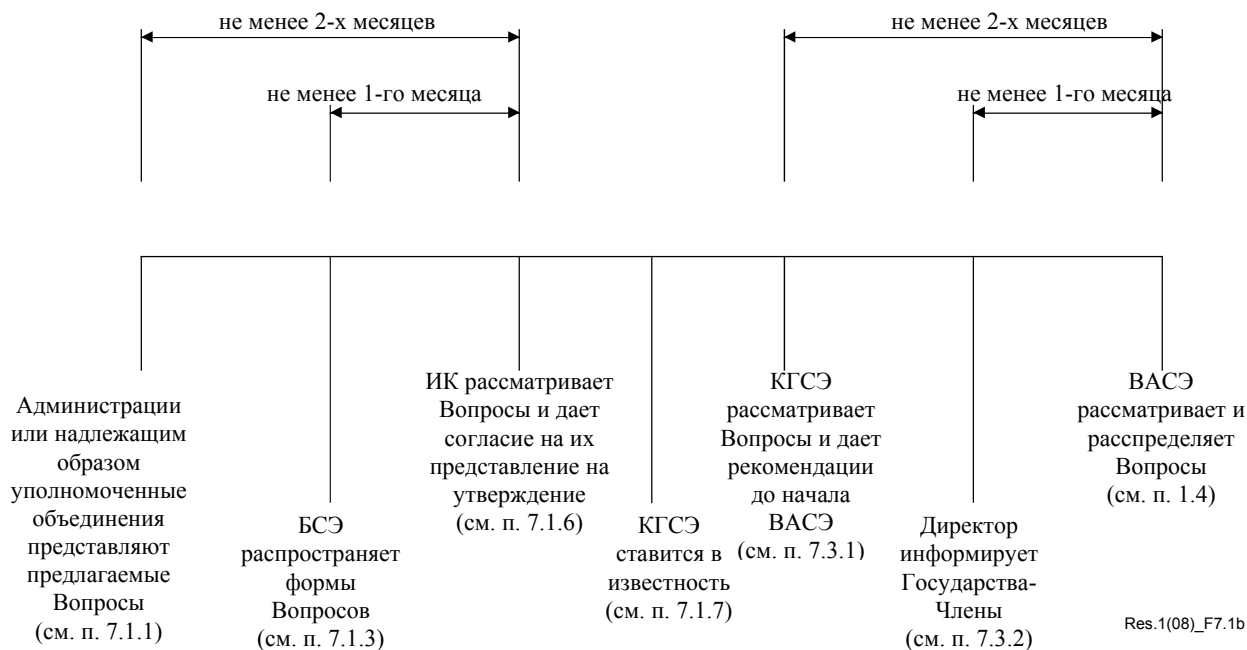 не менее 2-х месяцев
не менее 2-х месяцев
не менее 1-го месяца
не менее 1-го месяца
Администрации
или надлежащим
образом
уполномоченные
объединения
представляют
предлагаемые
Вопросы
(см. п. 7.1.1)
БСЭ
распространяет
формы
Вопросов
(см. п. 7.1.3)
ИК рассматривает
Вопросы и дает
согласие на их
представление на
утверждение
(см. п. 7.1.6)
КГСЭ
ставится в
известность
(см. п. 7.1.7)
КГСЭ
рассматривает
Вопросы и дает
рекомендации
до начала
ВАСЭ
(см. п. 7.3.1)
Директор
информирует
Государства-
Члены
(см. п. 7.3.2)
ВАСЭ
рассматривает и
расспределяет
Вопросы
(см. п. 1.4)
Res.1(08)_F7.1b